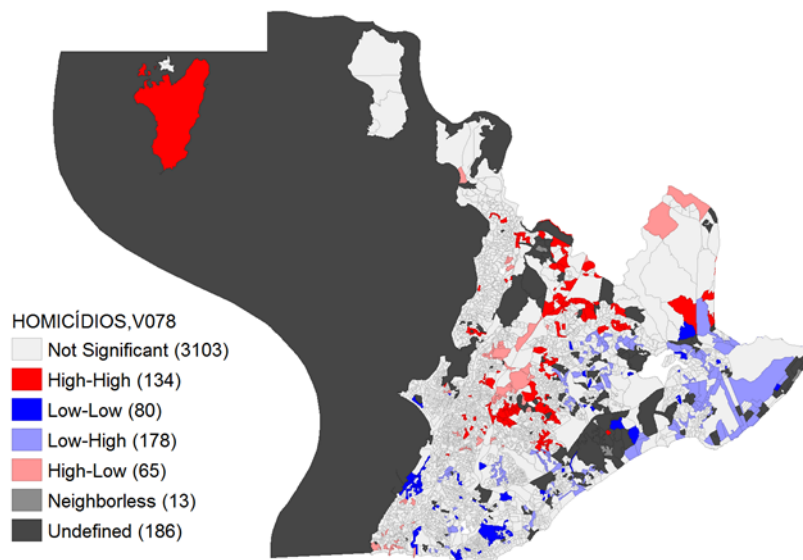 HOMICÍDIOS,V078
Not Significant (3103)
High-High (134)
Low-Low (80)
Low-High (178)
High-Low (65)
Neighborless (13)
Undefined (186)